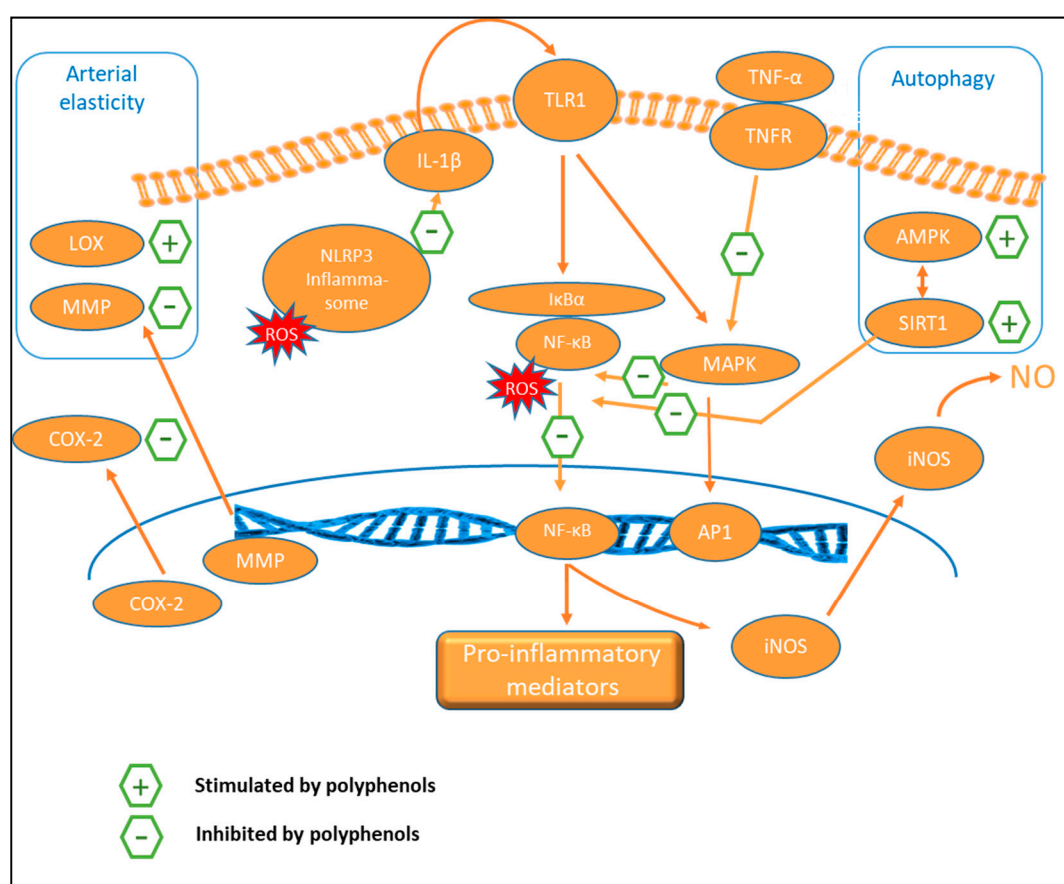 Arterial
elasticity
TLR1
TNF-α
Autophagy
TNFR
IL-1β
LOX
+
NLRP3
Inflamma-
some
-
-
AMPK
+
MMP
-
ROS
IκBα
NF-κB
SIRT1
+
ROS
MAPK
-
-
NO
COX-2
-
-
iNOS
NF-κB
AP1
MMP
COX-2
iNOS
Pro-inflammatory
mediators
+ Stimulated by polyphenols
- Inhibited by polyphenols